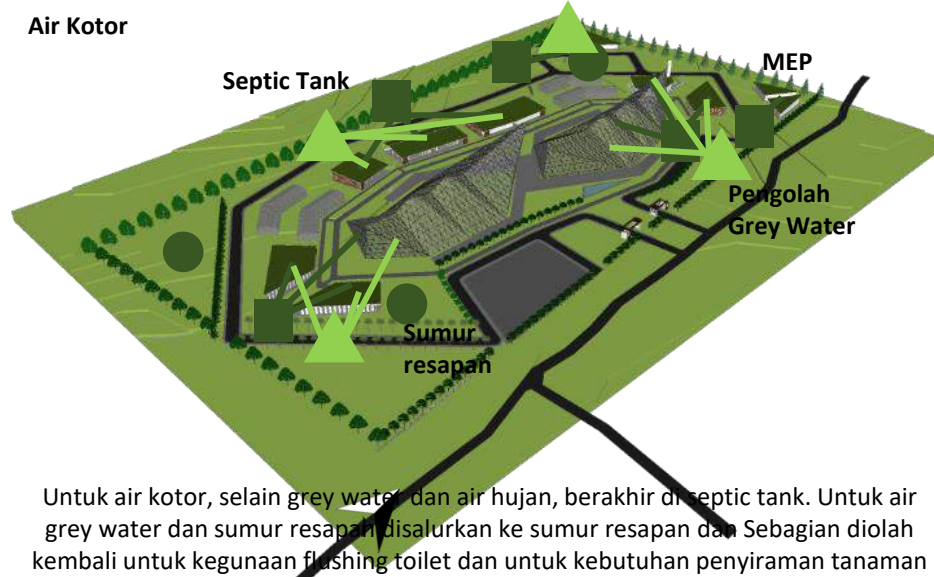 Air Kotor
Septic Tank
MEP
Pengolah
Grey Water
Sumur
resapan
Untuk air kotor, selain grey water dan air hujan, berakhir di septic tank. Untuk air
grey water dan sumur resapah disalurkan ke sumur resapan dan Sebagian diolah
kembali untuk kegunaan flushing toilet dan untuk kebutuhan penyiraman tanaman